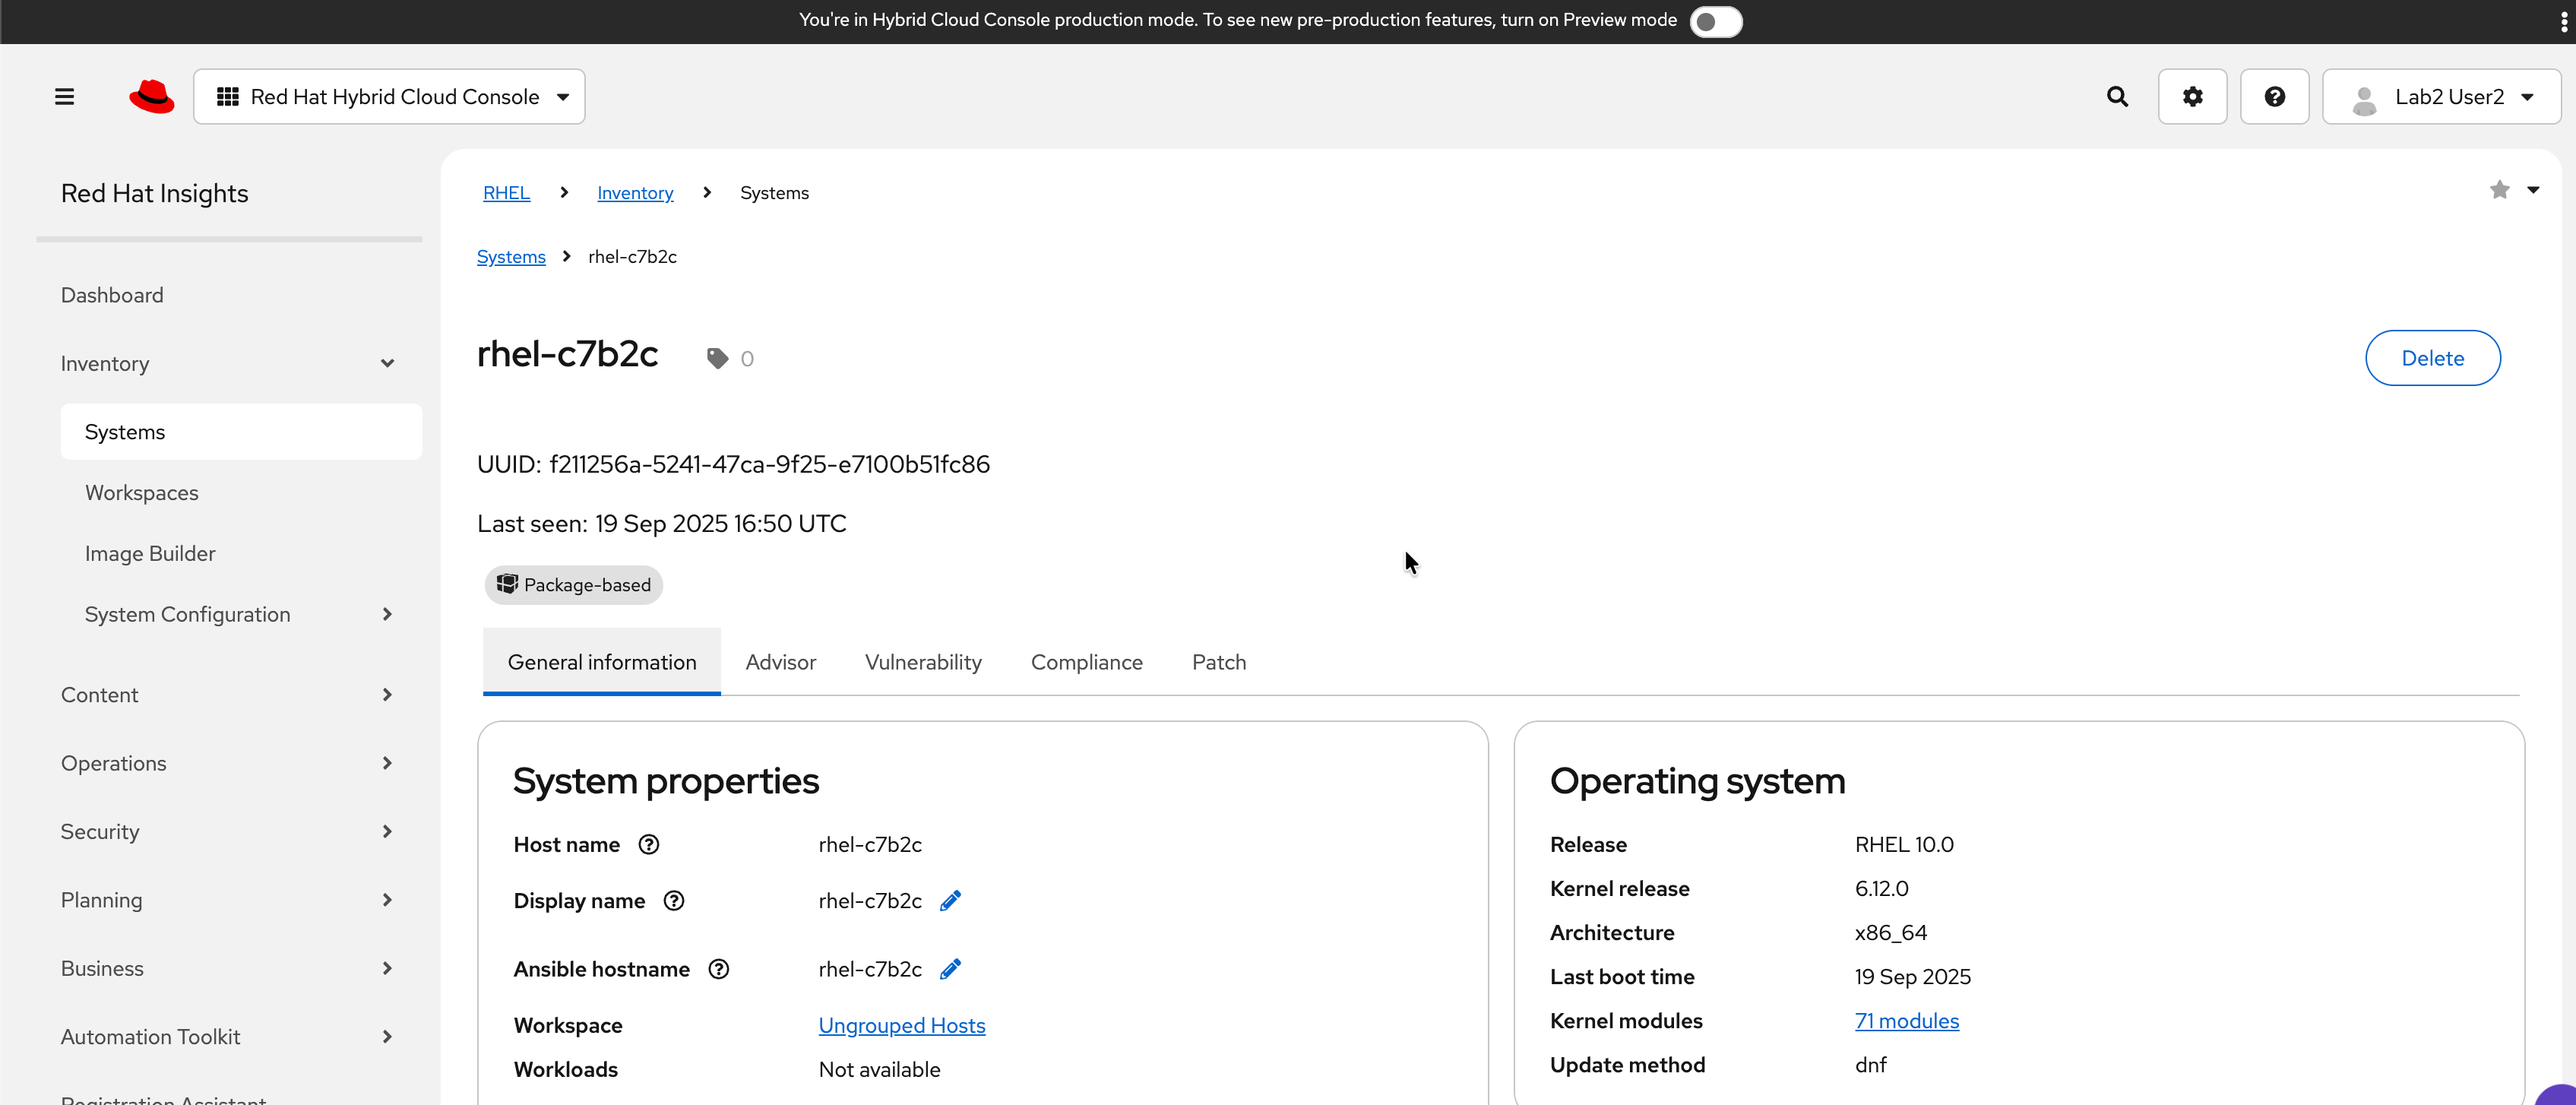 You're in Hybrid Cloud Console production mode. To see new pre-production features, turn on Preview mode
Red Hat Hybrid Cloud Console
Lab2 User2
Red Hat Insights
Dashboard
Inventory
Systems
Workspaces
Image Builder
System Configuration
Content
Operations
Security
Planning
Business
Automation Toolkit
Registration Assistant
RHEL > Inventory > Systems
Systems > rhel-c7b2c
rhel-c7b2c 0
Delete
UUID: f211256a-5241-47ca-9f25-e7100b51fc86
Last seen: 19 Sep 2025 16:50 UTC
Package-based
General information Advisor Vulnerability Compliance Patch
System properties
Host name rhel-c7b2c
Display name rhel-c7b2c
Ansible hostname rhel-c7b2c
Workspace Ungrouped Hosts
Workloads Not available
Operating system
Release RHEL 10.0
Kernel release 6.12.0
Architecture x86_64
Last boot time 19 Sep 2025
Kernel modules 71 modules
Update method dnf